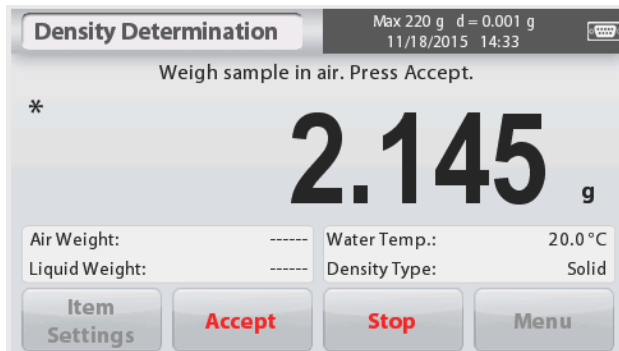 Density Determination
Max 220 g d = 0.001 g
11/18/2015 14:33
Weigh sample in air. Press Accept.
*
2.145 g
Air Weight: ------ Water Temp.: 20.0 °C
Liquid Weight: ------ Density Type: Solid
Item Settings Accept Stop Menu